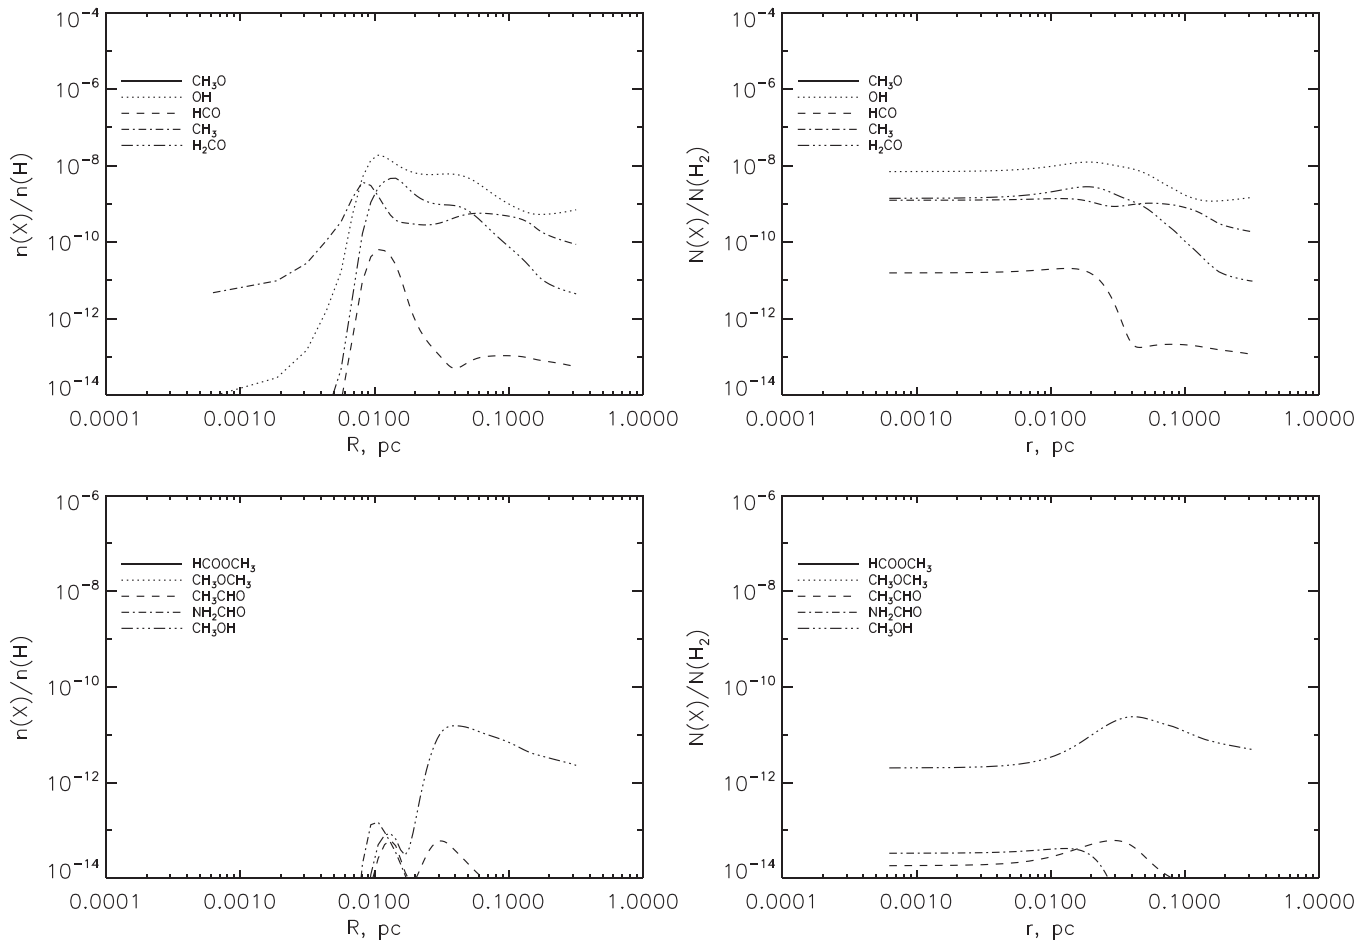 10⁻⁴
10⁻⁶
10⁻⁸
10⁻¹⁰
10⁻¹²
10⁻¹⁴
n(X)/n(H)
CH₃O
OH
HCO
CH₃
H₂CO
0.0001 0.0010 0.0100 0.1000 1.0000
R, pc
10⁻⁴
10⁻⁶
10⁻⁸
10⁻¹⁰
10⁻¹²
10⁻¹⁴
N(X)/N(H₂)
CH₃O
OH
HCO
CH₃
H₂CO
0.0001 0.0010 0.0100 0.1000 1.0000
r, pc
10⁻⁶
10⁻⁸
10⁻¹⁰
10⁻¹²
10⁻¹⁴
n(X)/n(H)
HCOOCH₃
CH₃OCH₃
CH₃CHO
NH₂CHO
CH₃OH
0.0001 0.0010 0.0100 0.1000 1.0000
R, pc
10⁻⁶
10⁻⁸
10⁻¹⁰
10⁻¹²
10⁻¹⁴
N(X)/N(H₂)
HCOOCH₃
CH₃OCH₃
CH₃CHO
NH₂CHO
CH₃OH
0.0001 0.0010 0.0100 0.1000 1.0000
r, pc